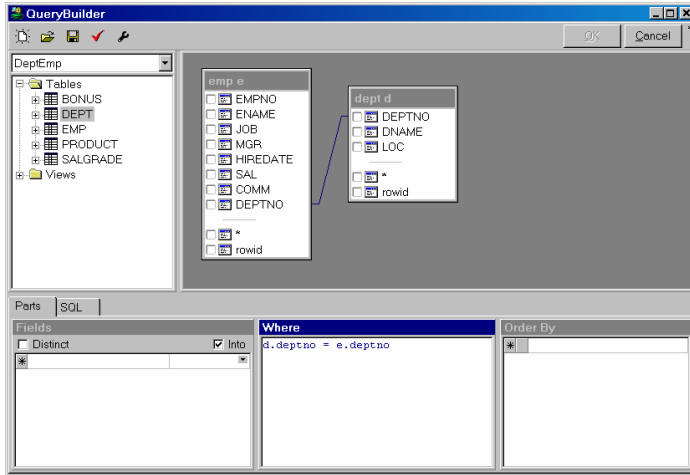 QueryBuilder
OK
Cancel
DeptEmp
Tables
BONUS
DEPT
EMP
PRODUCT
SALGRADE
Views
emp e
EMPNO
ENAME
JOB
MGR
HIREDATE
SAL
COMM
DEPTNO
*
rowid
dept d
DEPTNO
DNAME
LOC
*
rowid
Parts
SQL
Fields
Distinct
Into
*
Where
d.deptno = e.deptno
Order By
*